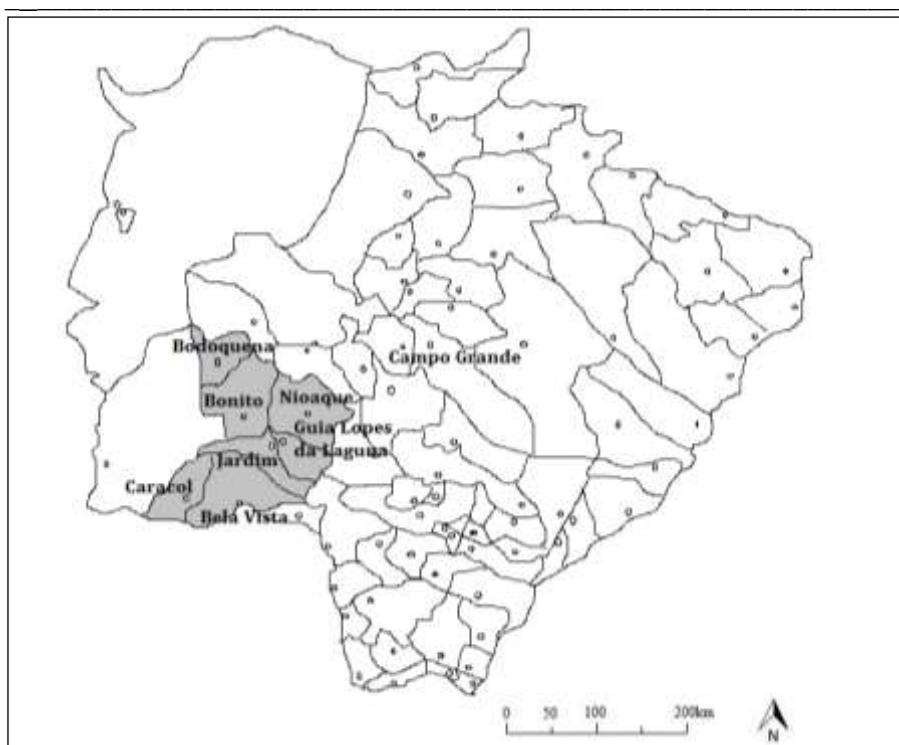 Bodoquena
Campo Grande
Bonito
Nioaque
Guia Lopes
da Laguna
Jardim
Caracol
Bela Vista
0 50 100 200km
N